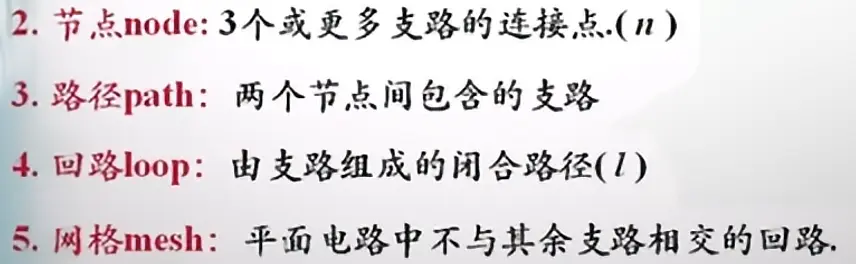 2. 节点node: 3个或更多支路的连接点.(n)
3. 路径path: 两个节点间包含的支路
4. 回路loop: 由支路组成的闭合路径(l)
5. 网格mesh: 平面电路中不与其余支路相交的回路.